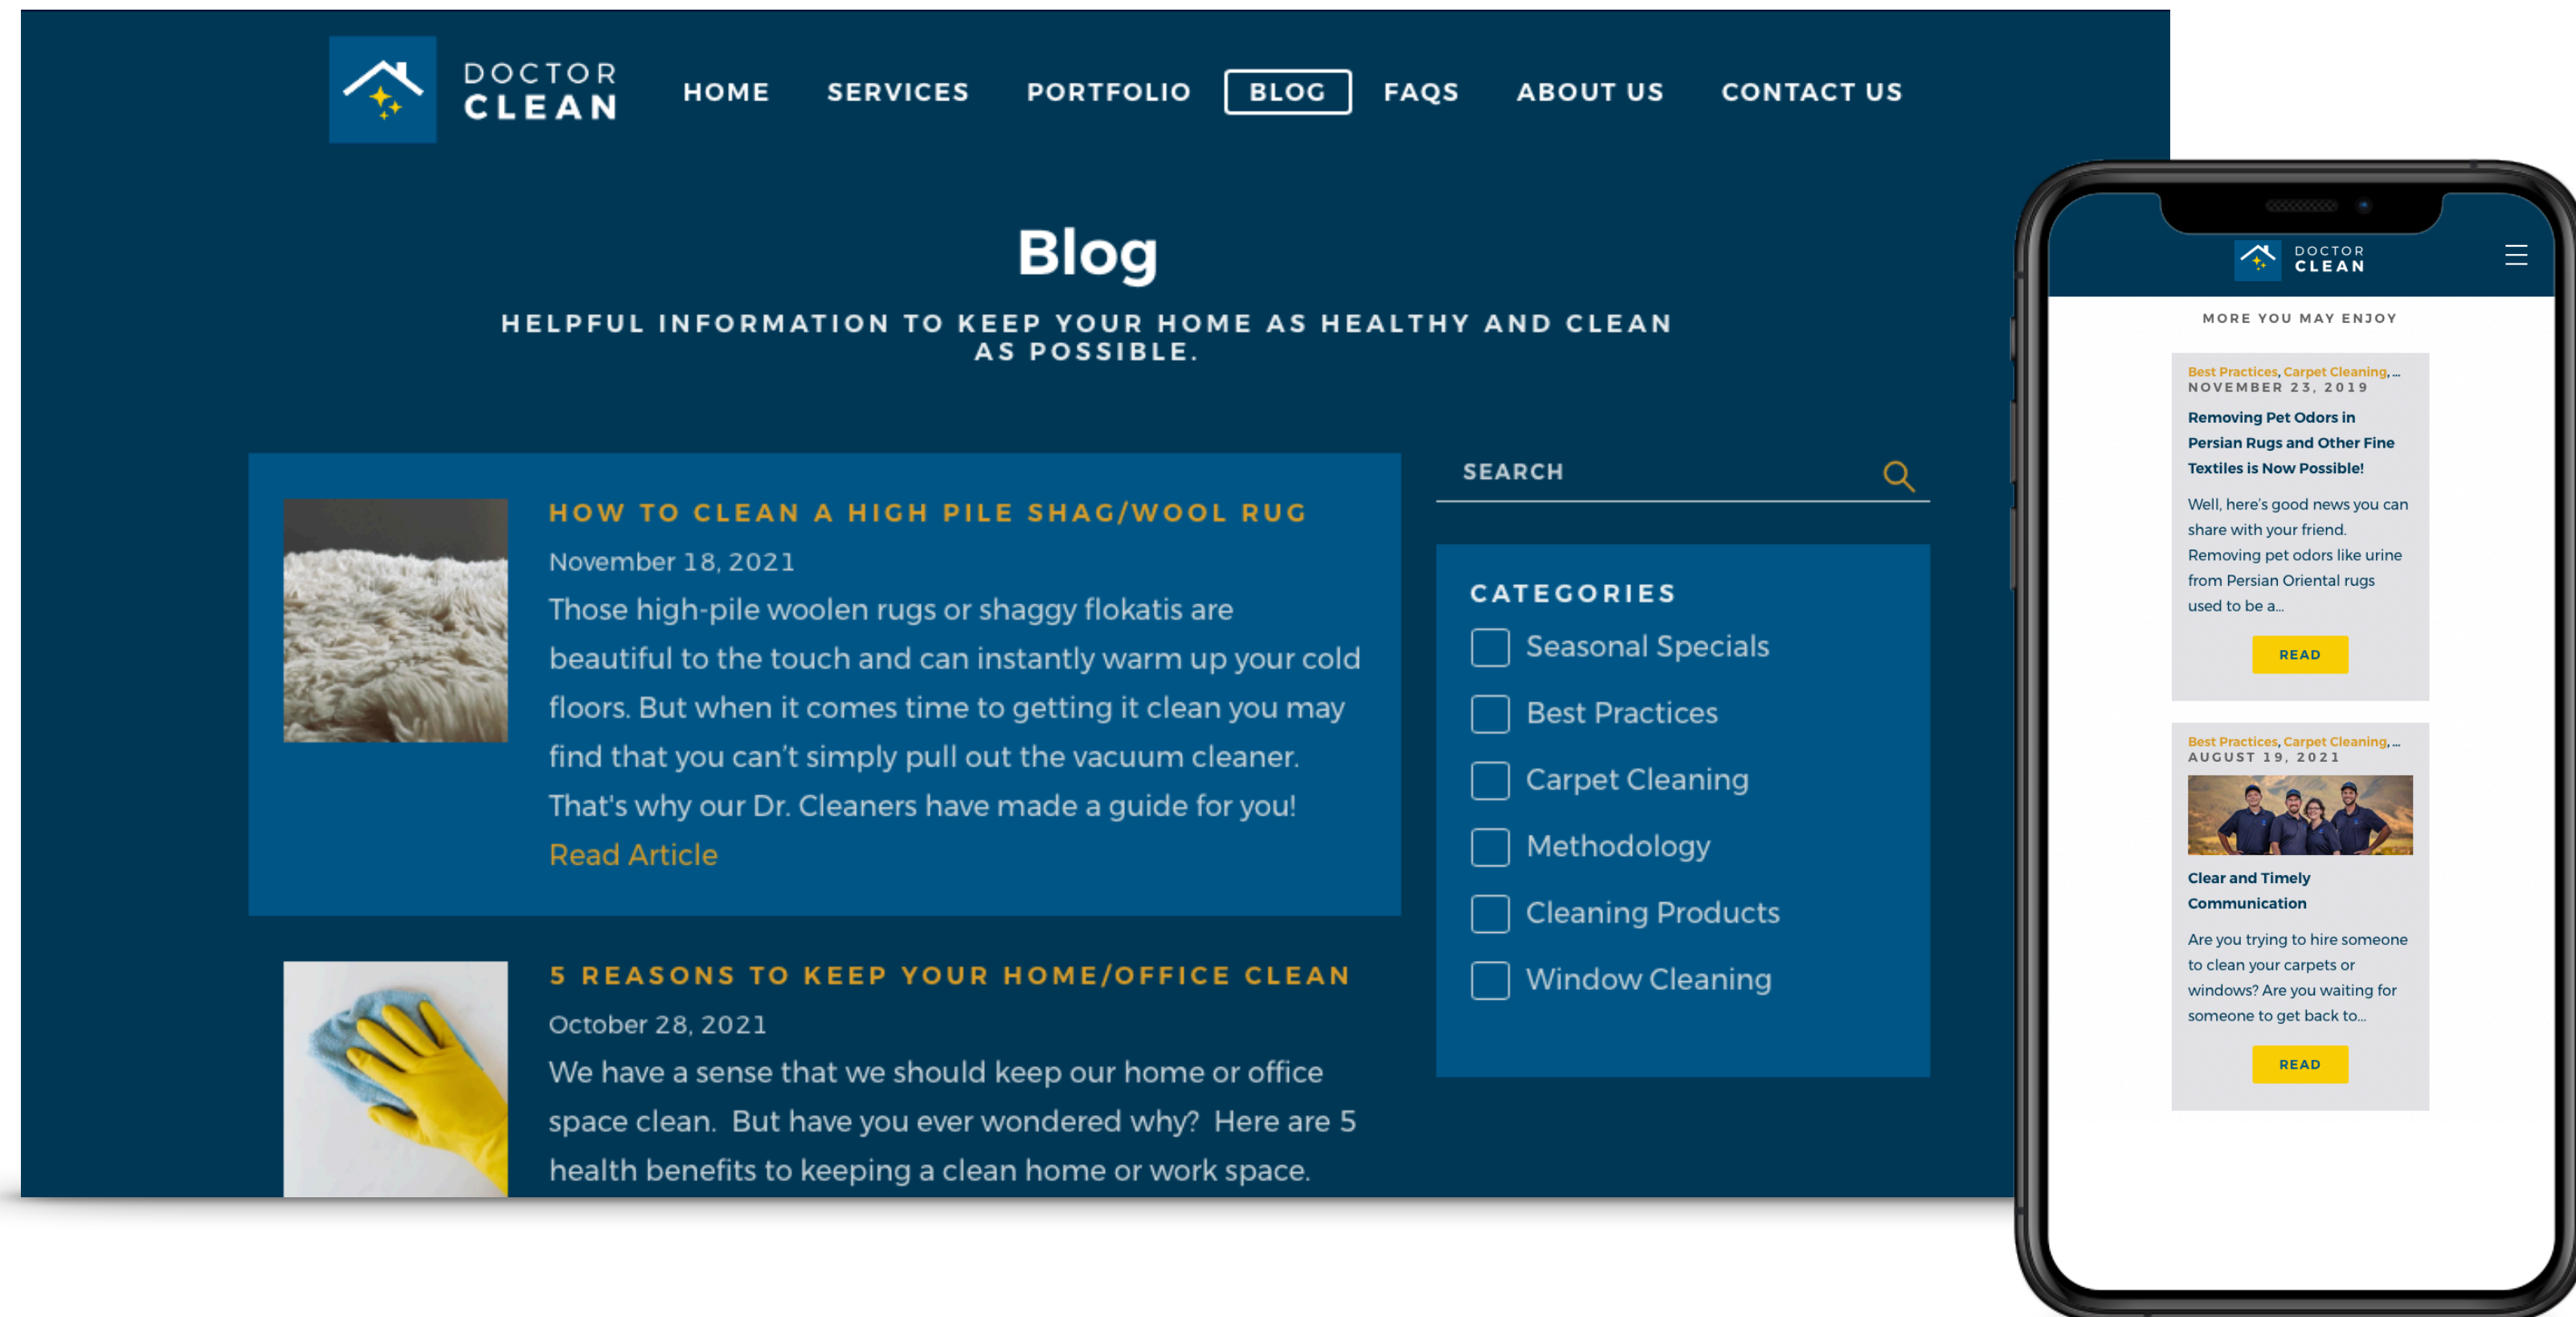 DOCTOR
CLEAN
HOME SERVICES PORTFOLIO BLOG FAQS ABOUT US CONTACT US
Blog
HELPFUL INFORMATION TO KEEP YOUR HOME AS HEALTHY AND CLEAN
AS POSSIBLE.
HOW TO CLEAN A HIGH PILE SHAG/WOOL RUG
November 18, 2021
Those high-pile woolen rugs or shaggy flokatis are
beautiful to the touch and can instantly warm up your cold
floors. But when it comes time to getting it clean you may
find that you can't simply pull out the vacuum cleaner.
That's why our Dr. Cleaners have made a guide for you!
Read Article
5 REASONS TO KEEP YOUR HOME/OFFICE CLEAN
October 28, 2021
We have a sense that we should keep our home or office
space clean.  But have you ever wondered why?  Here are 5
health benefits to keeping a clean home or work space.
SEARCH
CATEGORIES
Seasonal Specials
Best Practices
Carpet Cleaning
Methodology
Cleaning Products
Window Cleaning
DOCTOR
CLEAN
MORE YOU MAY ENJOY
Best Practices, Carpet Cleaning, ...
NOVEMBER 23, 2019
Removing Pet Odors in
Persian Rugs and Other Fine
Textiles is Now Possible!
Well, here's good news you can
share with your friend.
Removing pet odors like urine
from Persian Oriental rugs
used to be a...
READ
Best Practices, Carpet Cleaning, ...
AUGUST 19, 2021
Clear and Timely
Communication
Are you trying to hire someone
to clean your carpets or
windows? Are you waiting for
someone to get back to...
READ